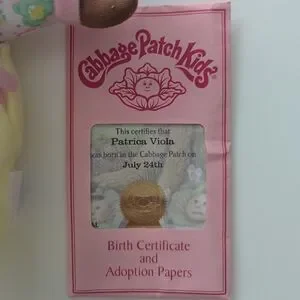 Cabbage Patch Kids
This certifies that
Patrica Viola
was born in the Cabbage Patch on
July 24th
Birth Certificate
and
Adoption Papers